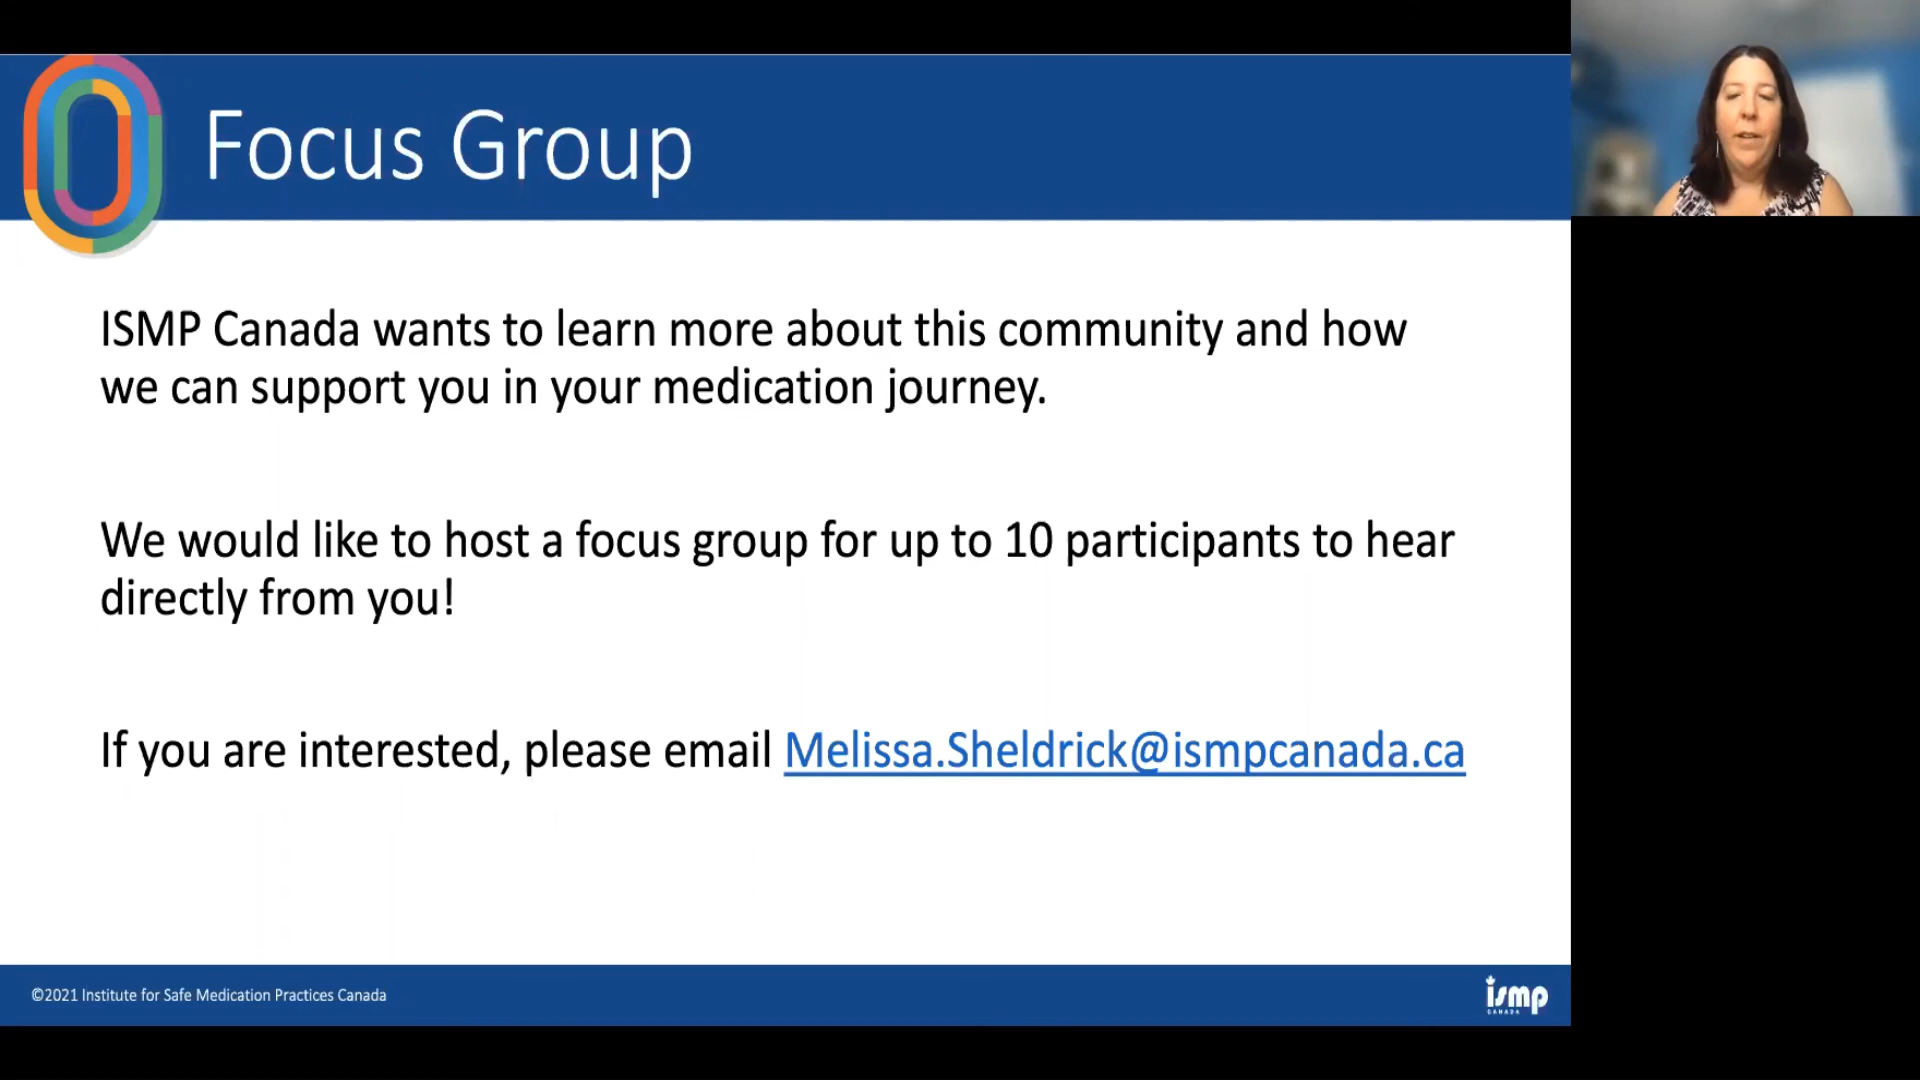 Focus Group
ISMP Canada wants to learn more about this community and how
we can support you in your medication journey.
We would like to host a focus group for up to 10 participants to hear
directly from you!
If you are interested, please email Melissa.Sheldrick@ismpcanada.ca
©2021 Institute for Safe Medication Practices Canada
ismp
CANADA